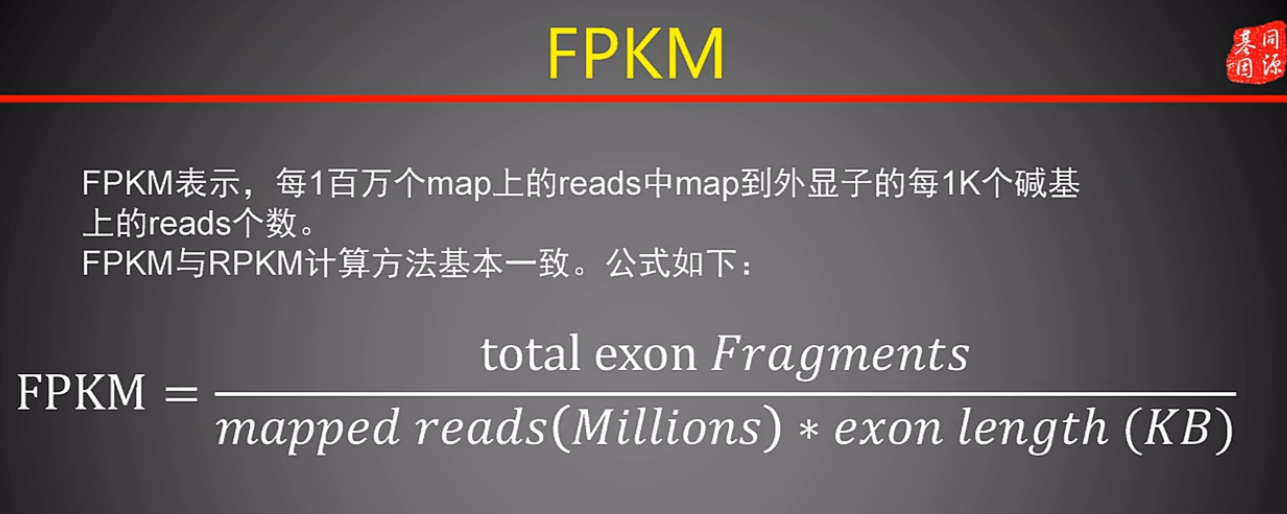 FPKM
基因
同源
FPKM表示，每1百万个map上的reads中map到外显子的每1K个碱基
上的reads个数。
FPKM与RPKM计算方法基本一致。公式如下：
total exon Fragments
FPKM =
mapped reads(Millions) * exon length (KB)